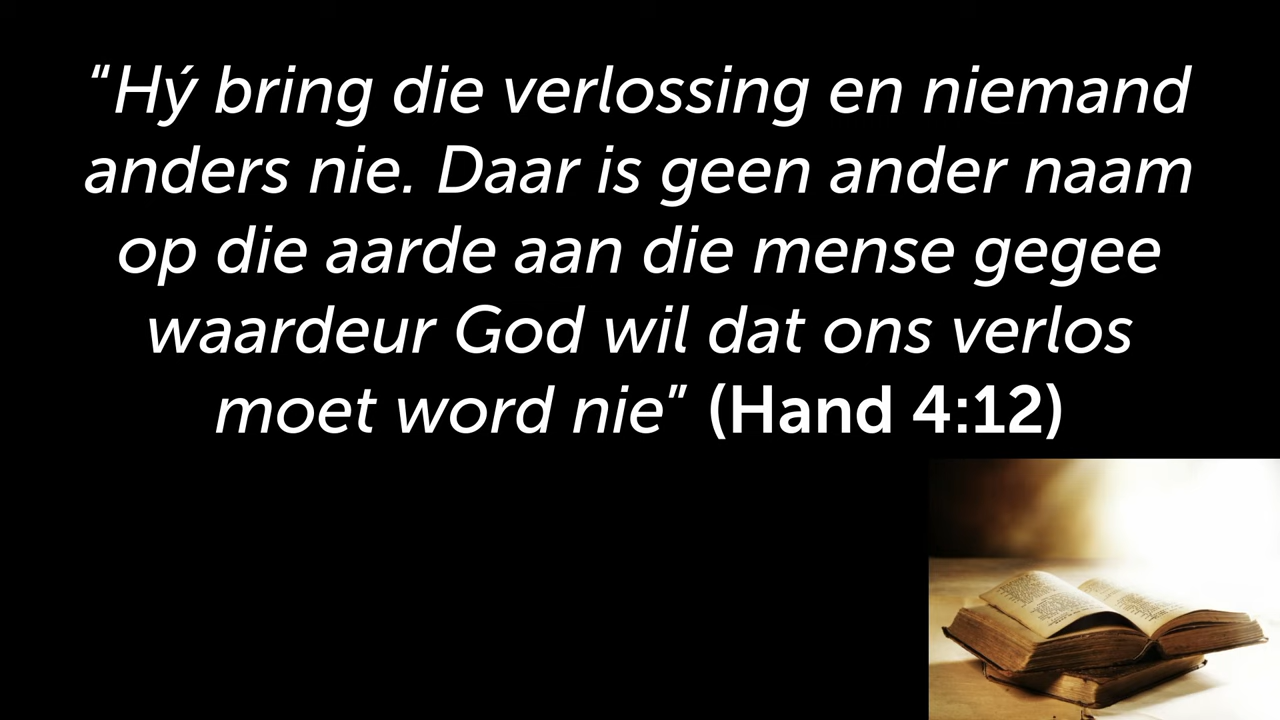 “Hý bring die verlossing en niemand
anders nie. Daar is geen ander naam
op die aarde aan die mense gegee
waardeur God wil dat ons verlos
moet word nie” (Hand 4:12)